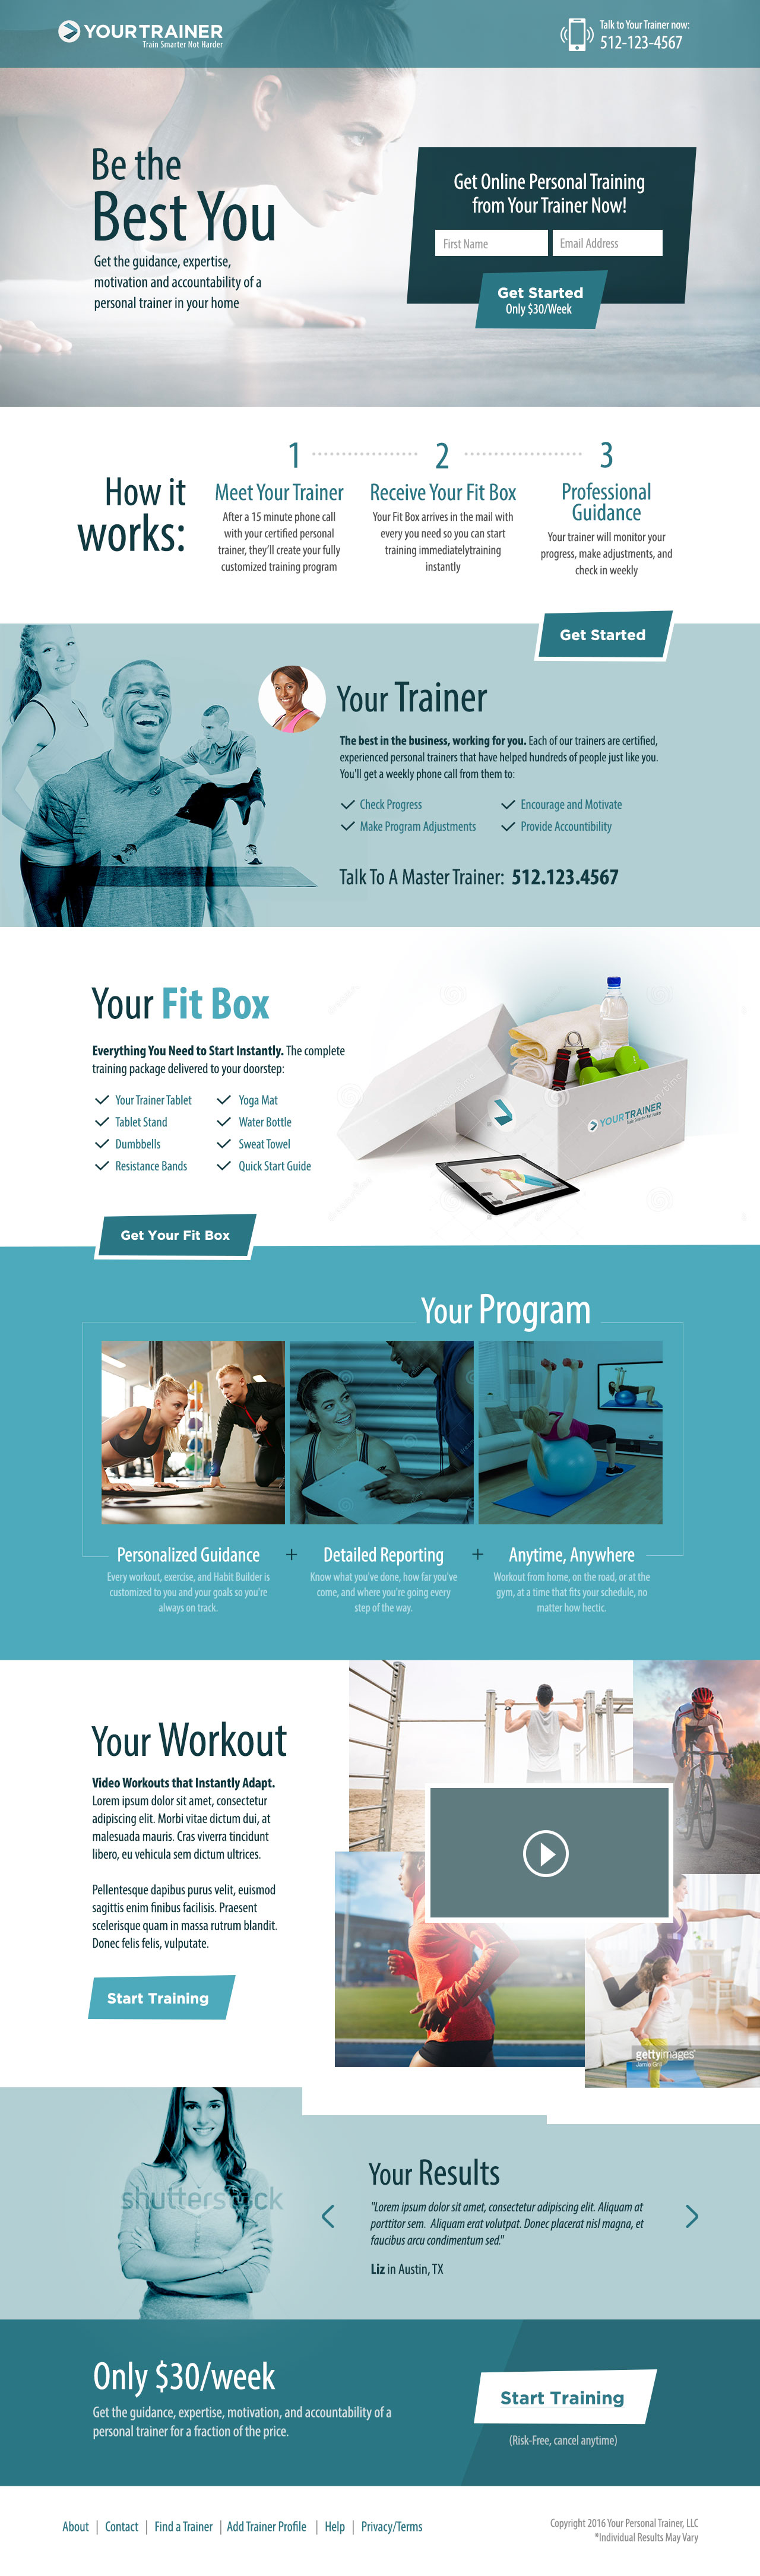 YOURTRAINER
Train Smarter Not Harder
Talk to Your Trainer now:
512-123-4567
Be the
Best You
Get the guidance, expertise,
motivation and accountability of a
personal trainer in your home
Get Online Personal Training
from Your Trainer Now!
First Name
Email Address
Get Started
Only $30/Week
How it
works:
1
Meet Your Trainer
After a 15 minute phone call
with your certified personal
trainer, they'll create your fully
customized training program
2
Receive Your Fit Box
Your Fit Box arrives in the mail with
every you need so you can start
training immediatelytraining
instantly
3
Professional
Guidance
Your trainer will monitor your
progress, make adjustments, and
check in weekly
Get Started
Your Trainer
The best in the business, working for you. Each of our trainers are certified,
experienced personal trainers that have helped hundreds of people just like you.
You'll get a weekly phone call from them to:
Check Progress
Encourage and Motivate
Make Program Adjustments
Provide Accountibility
Talk To A Master Trainer: 512.123.4567
Your Fit Box
Everything You Need to Start Instantly. The complete
training package delivered to your doorstep:
Your Trainer Tablet
Yoga Mat
Tablet Stand
Water Bottle
Dumbbells
Sweat Towel
Resistance Bands
Quick Start Guide
YOURTRAINER
Train Smarter Not Harder
Get Your Fit Box
Your Program
Personalized Guidance
Every workout, exercise, and Habit Builder is
customized to you and your goals so you're
always on track.
+
Detailed Reporting
Know what you've done, how far you've
come, and where you're going every
step of the way.
+
Anytime, Anywhere
Workout from home, on the road, or at the
gym, at a time that fits your schedule, no
matter how hectic.
Your Workout
Video Workouts that Instantly Adapt.
Lorem ipsum dolor sit amet, consectetur
adipiscing elit. Morbi vitae dictum dui, at
malesuada mauris. Cras viverra tincidunt
libero, eu vehicula sem dictum ultrices.
Pellentesque dapibus purus velit, euismod
sagittis enim finibus facilisis. Praesent
scelerisque quam in massa rutrum blandit.
Donec felis felis, vulputate.
Start Training
gettyimages
Jamie Grill
shutterstock
Your Results
"Lorem ipsum dolor sit amet, consectetur adipiscing elit. Aliquam at
porttitor sem. Aliquam erat volutpat. Donec placerat nisl magna, et
faucibus arcu condimentum sed."
Liz in Austin, TX
Only $30/week
Get the guidance, expertise, motivation, and accountability of a
personal trainer for a fraction of the price.
Start Training
(Risk-Free, cancel anytime)
About | Contact | Find a Trainer | Add Trainer Profile | Help | Privacy/Terms
Copyright 2016 Your Personal Trainer, LLC
*Individual Results May Vary